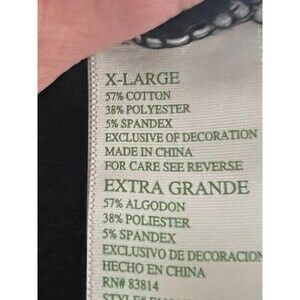 X-LARGE
57% COTTON
38% POLYESTER
5% SPANDEX
EXCLUSIVE OF DECORATION
MADE IN CHINA
FOR CARE SEE REVERSE
EXTRA GRANDE
57% ALGODON
38% POLIESTER
5% SPANDEX
EXCLUSIVO DE DECORACION
HECHO EN CHINA
RN# 83814
STYLE#